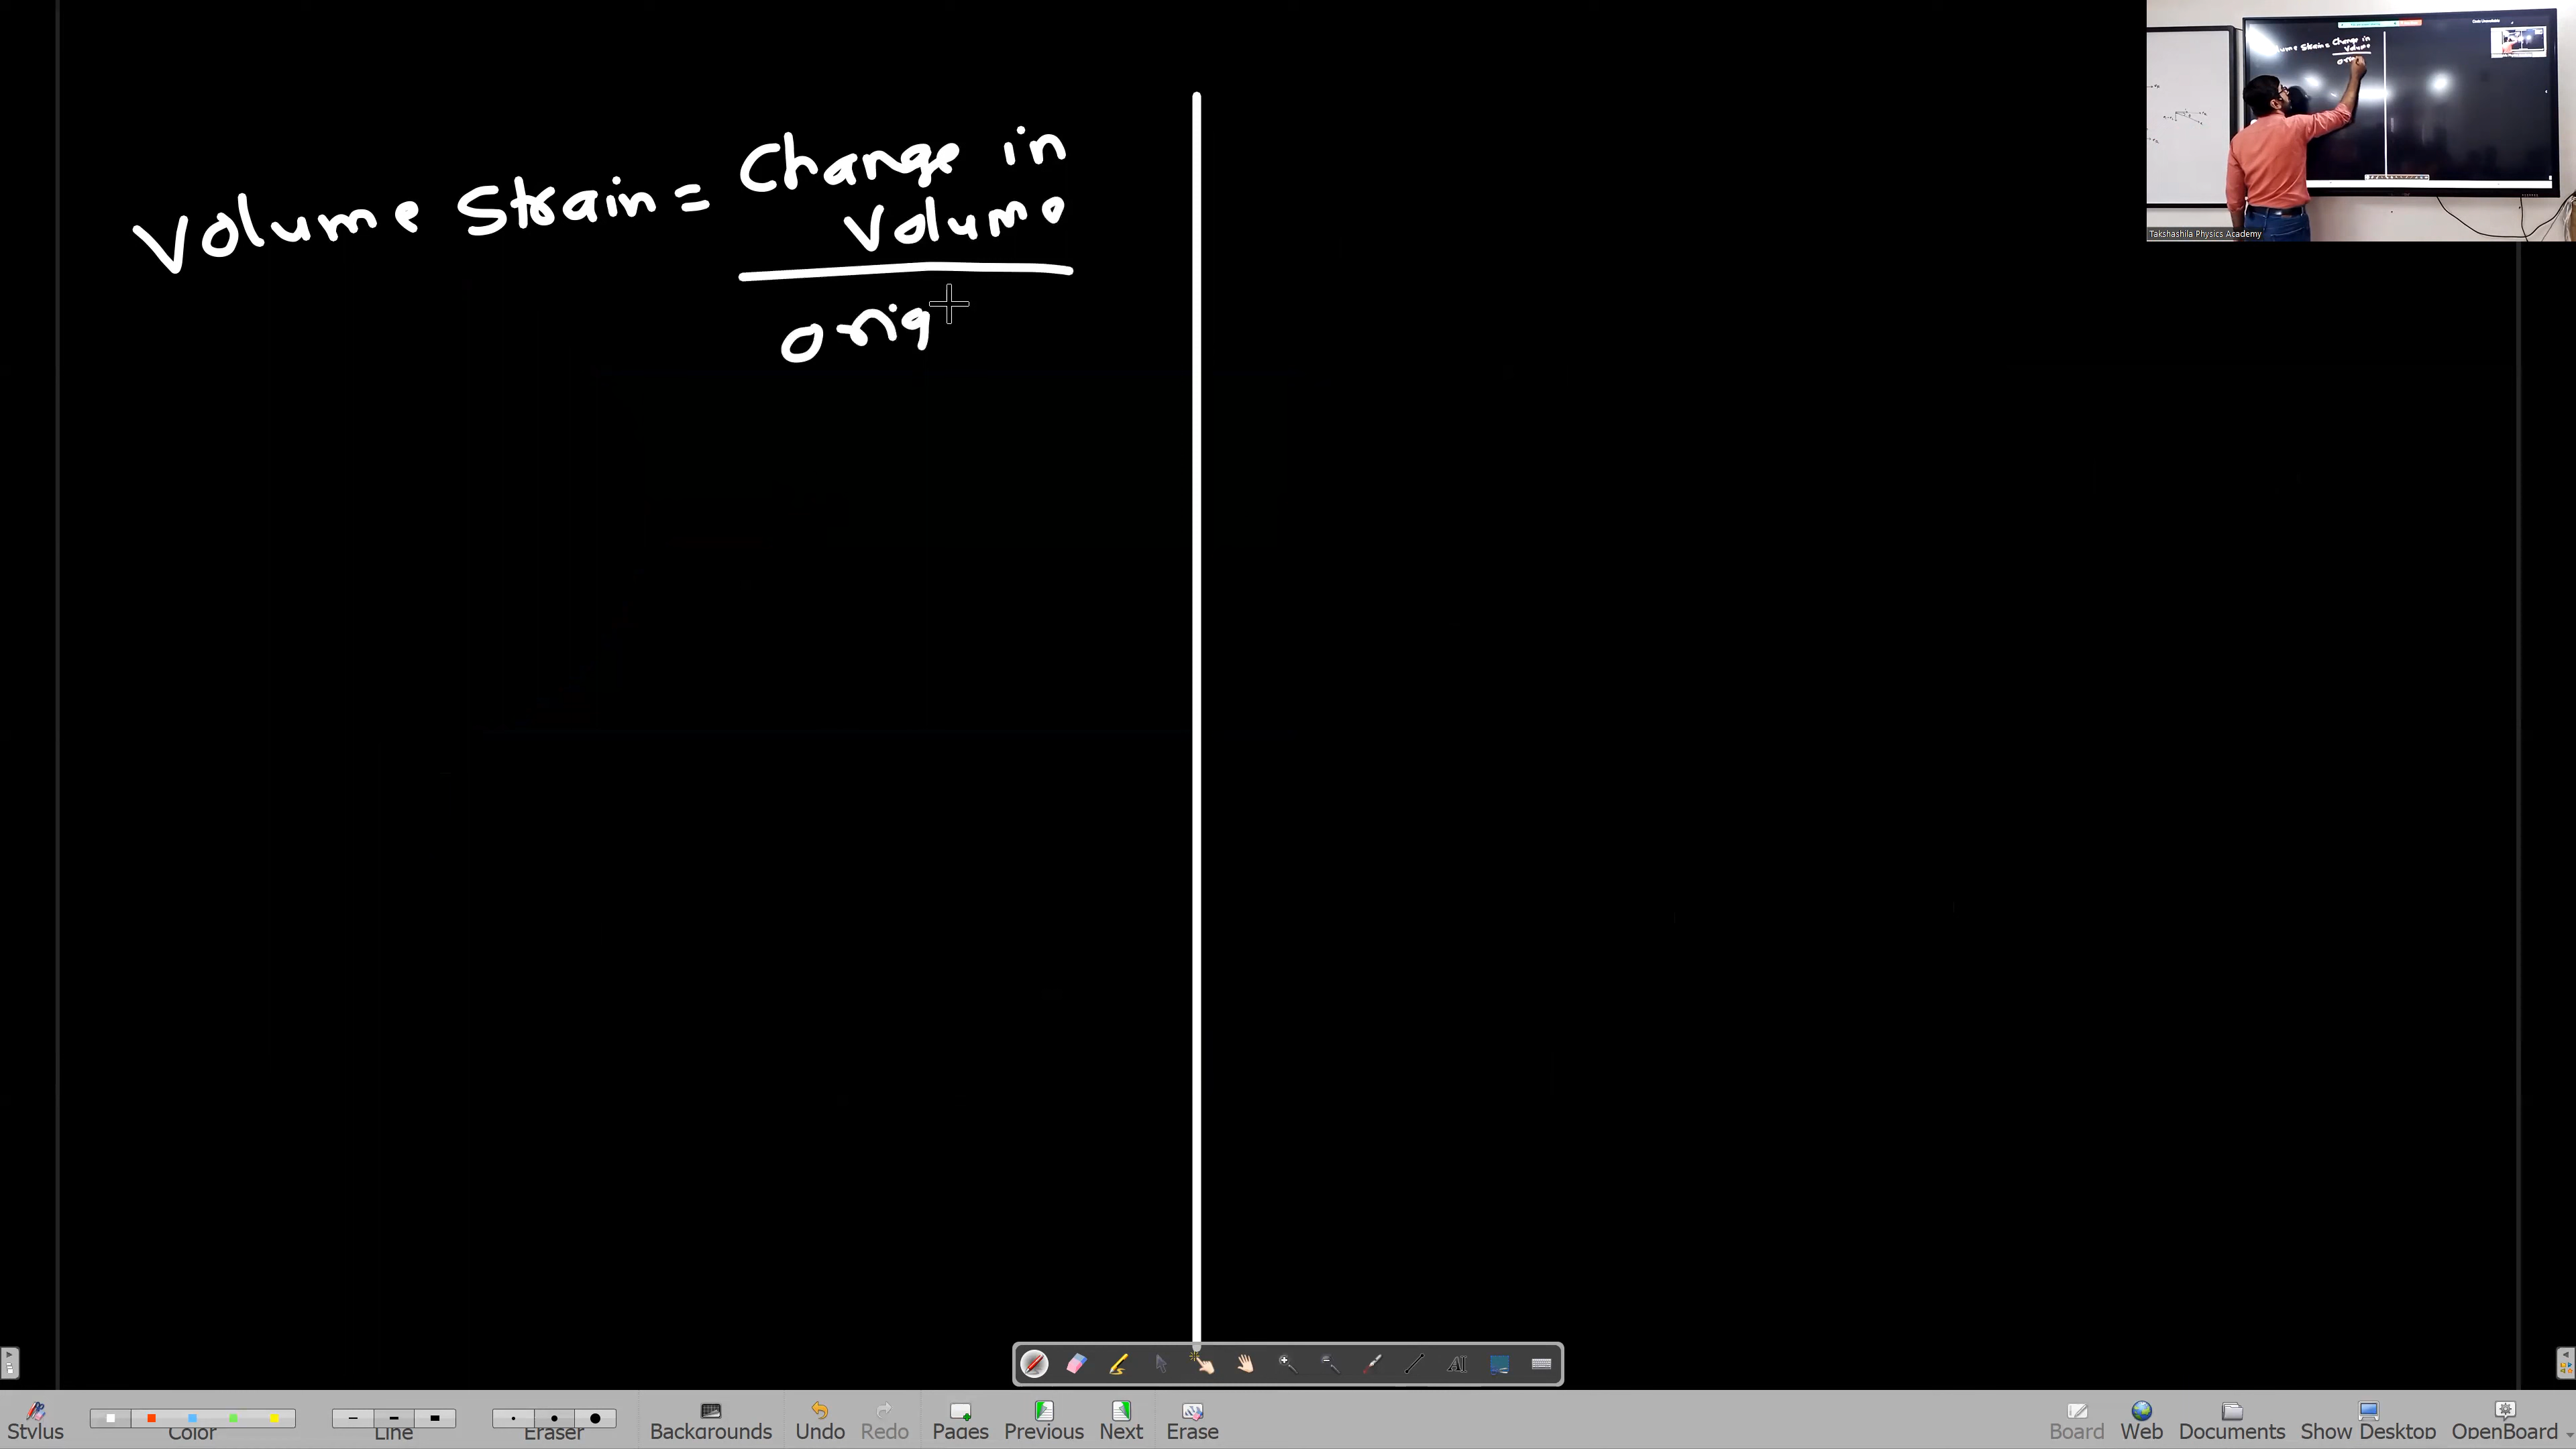 Volume Strain = Change in
Volume
orig
Takshashila Physics Academy
Stylus
Color
Line
Eraser
Backgrounds
Undo
Redo
Pages
Previous
Next
Erase
Board
Web
Documents
Show Desktop
OpenBoard